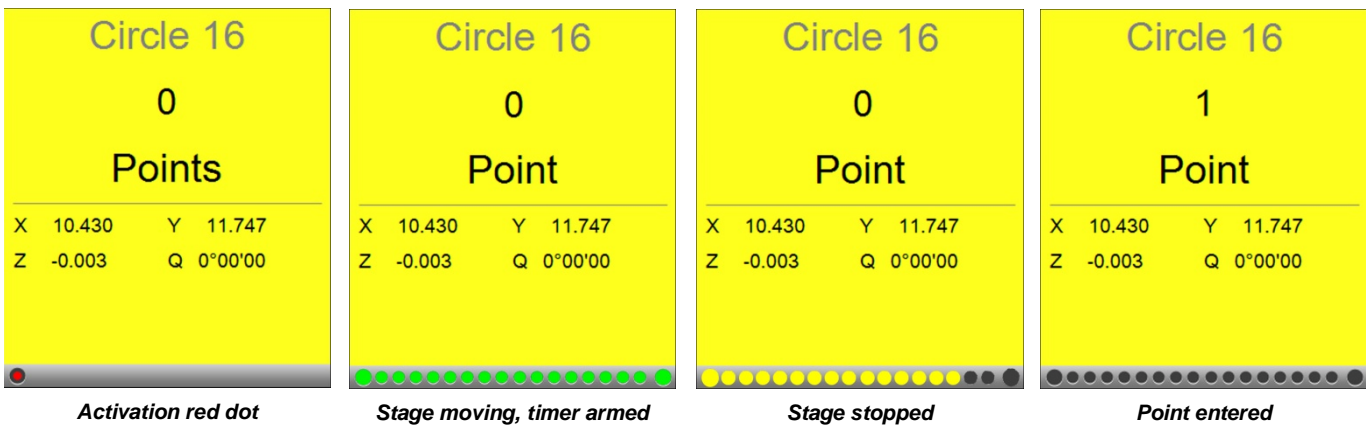 Circle 16
0
Points
X 10.430 Y 11.747
Z -0.003 Q 0°00'00
Activation red dot
Circle 16
0
Point
X 10.430 Y 11.747
Z -0.003 Q 0°00'00
Stage moving, timer armed
Circle 16
0
Point
X 10.430 Y 11.747
Z -0.003 Q 0°00'00
Stage stopped
Circle 16
1
Point
X 10.430 Y 11.747
Z -0.003 Q 0°00'00
Point entered